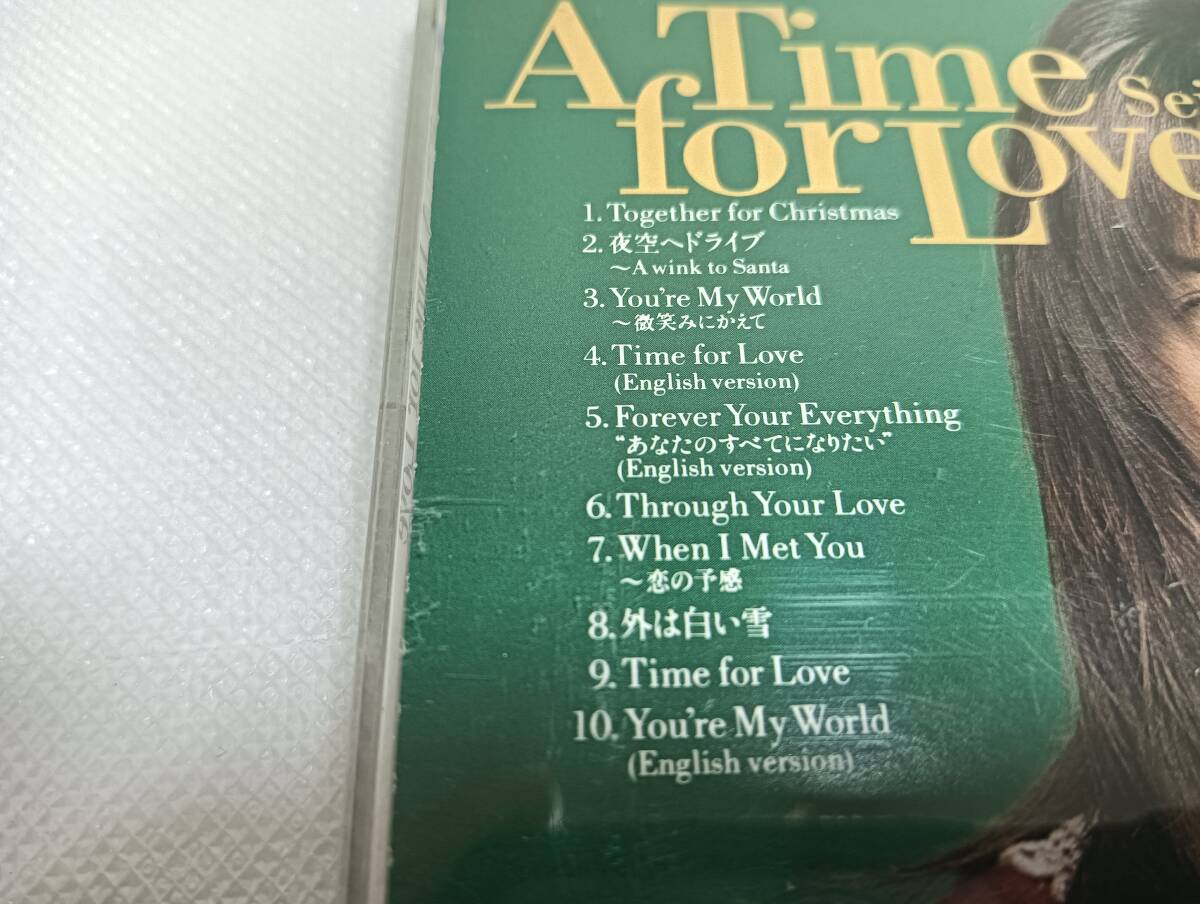 A Time
Sei
for Love
1. Together for Christmas
2. 夜空へドライブ
～A wink to Santa
3. You're My World
～微笑みにかえて
4. Time for Love
(English version)
5. Forever Your Everything
“あなたのすべてになりたい”
(English version)
6. Through Your Love
7. When I Met You
～恋の予感
8. 外は白い雪
9. Time for Love
10. You're My World
(English version)